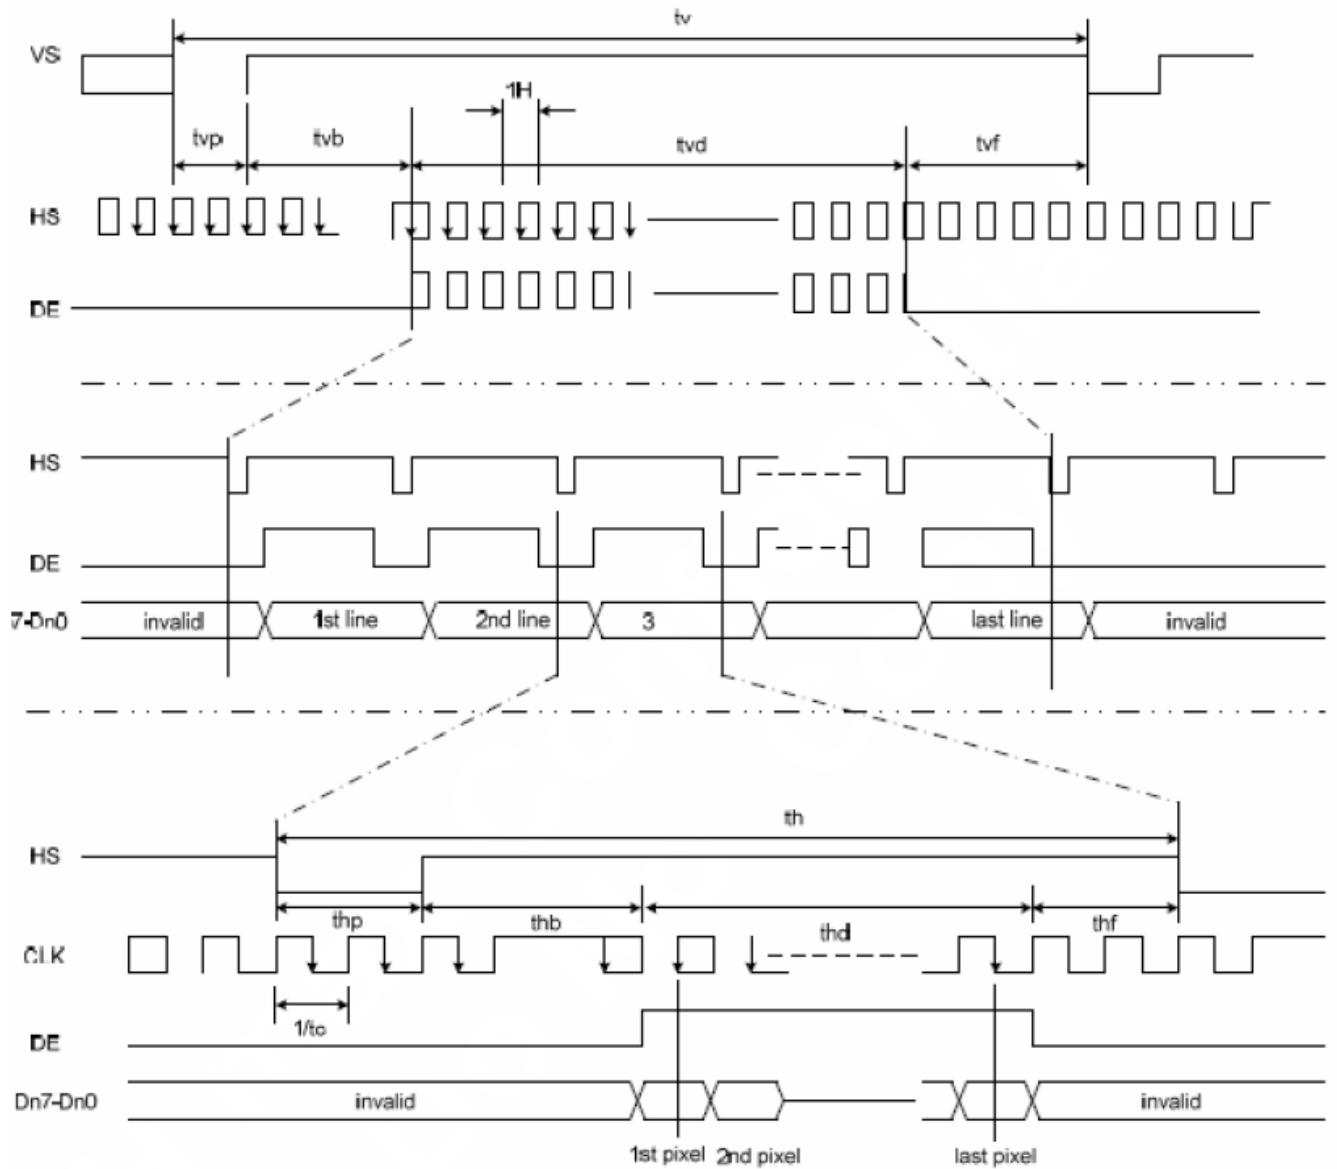 tv
VS
1H
tvp
tvb
tvd
tvf
HS
DE
HS
DE
7-Dn0
invalid
1st line
2nd line
3
last line
invalid
th
HS
thp
thb
thd
thf
CLK
1/tc
DE
Dn7-Dn0
invalid
invalid
1st pixel
2nd pixel
last pixel